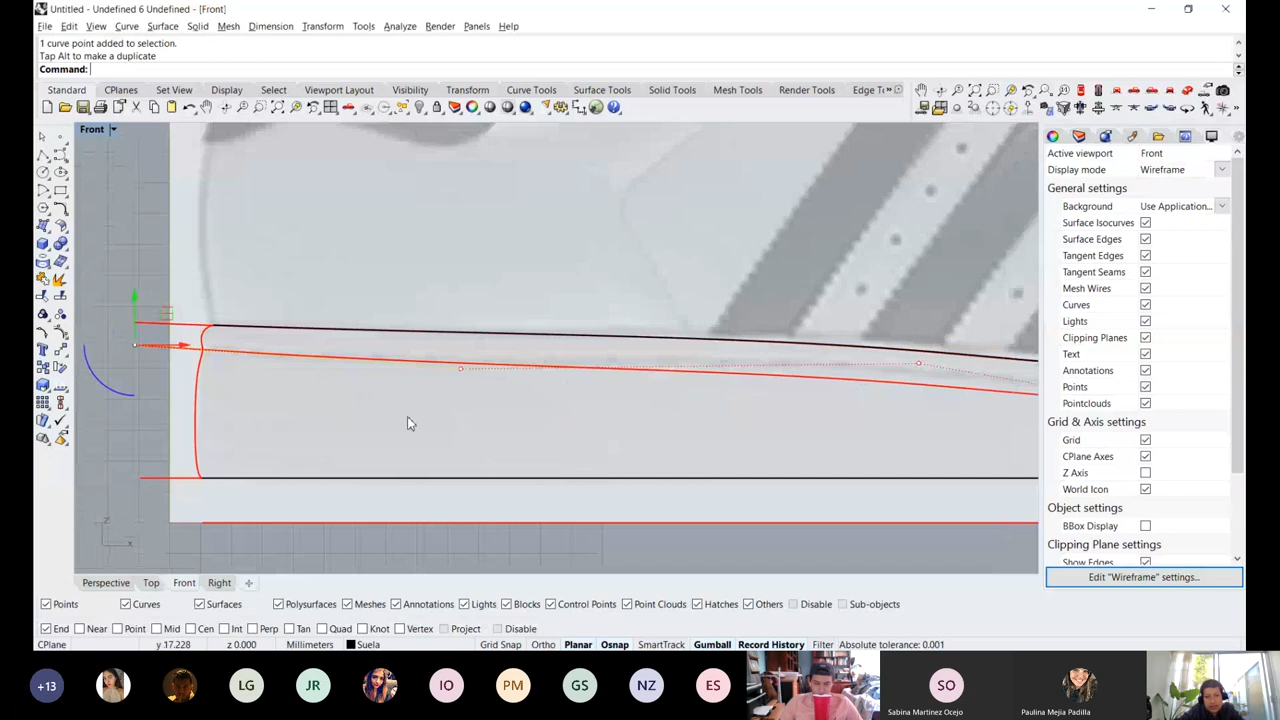 Untitled - Undefined 6 Undefined - [Front]
File Edit View Curve Surface Solid Mesh Dimension Transform Tools Analyze Render Panels Help
1 curve point added to selection.
Tap Alt to make a duplicate
Command:
Standard CPlanes Set View Display Select Viewport Layout Visibility Transform Curve Tools Surface Tools Solid Tools Mesh Tools Render Tools Edge T
Front
Active viewport Front
Display mode Wireframe
General settings
Background Use Application...
Surface Isocurves
Surface Edges
Tangent Edges
Tangent Seams
Mesh Wires
Curves
Lights
Clipping Planes
Text
Annotations
Points
Pointclouds
Grid & Axis settings
Grid
CPlane Axes
Z Axis
World Icon
Object settings
BBox Display
Clipping Plane settings
Show Edges
Edit "Wireframe" settings...
z
x
Perspective Top Front Right
Points Curves Surfaces Polysurfaces Meshes Annotations Lights Blocks Control Points Point Clouds Hatches Others Disable Sub-objects
End Near Point Mid Cen Int Perp Tan Quad Knot Vertex Project Disable
CPlane y 17.228 z 0.000 Millimeters Suela Grid Snap Ortho Planar Osnap SmartTrack Gumball Record History Filter Absolute tolerance: 0.001
+13 LG JR IO PM GS NZ ES SO
Sabina Martinez Ocejo Paulina Mejia Padilla